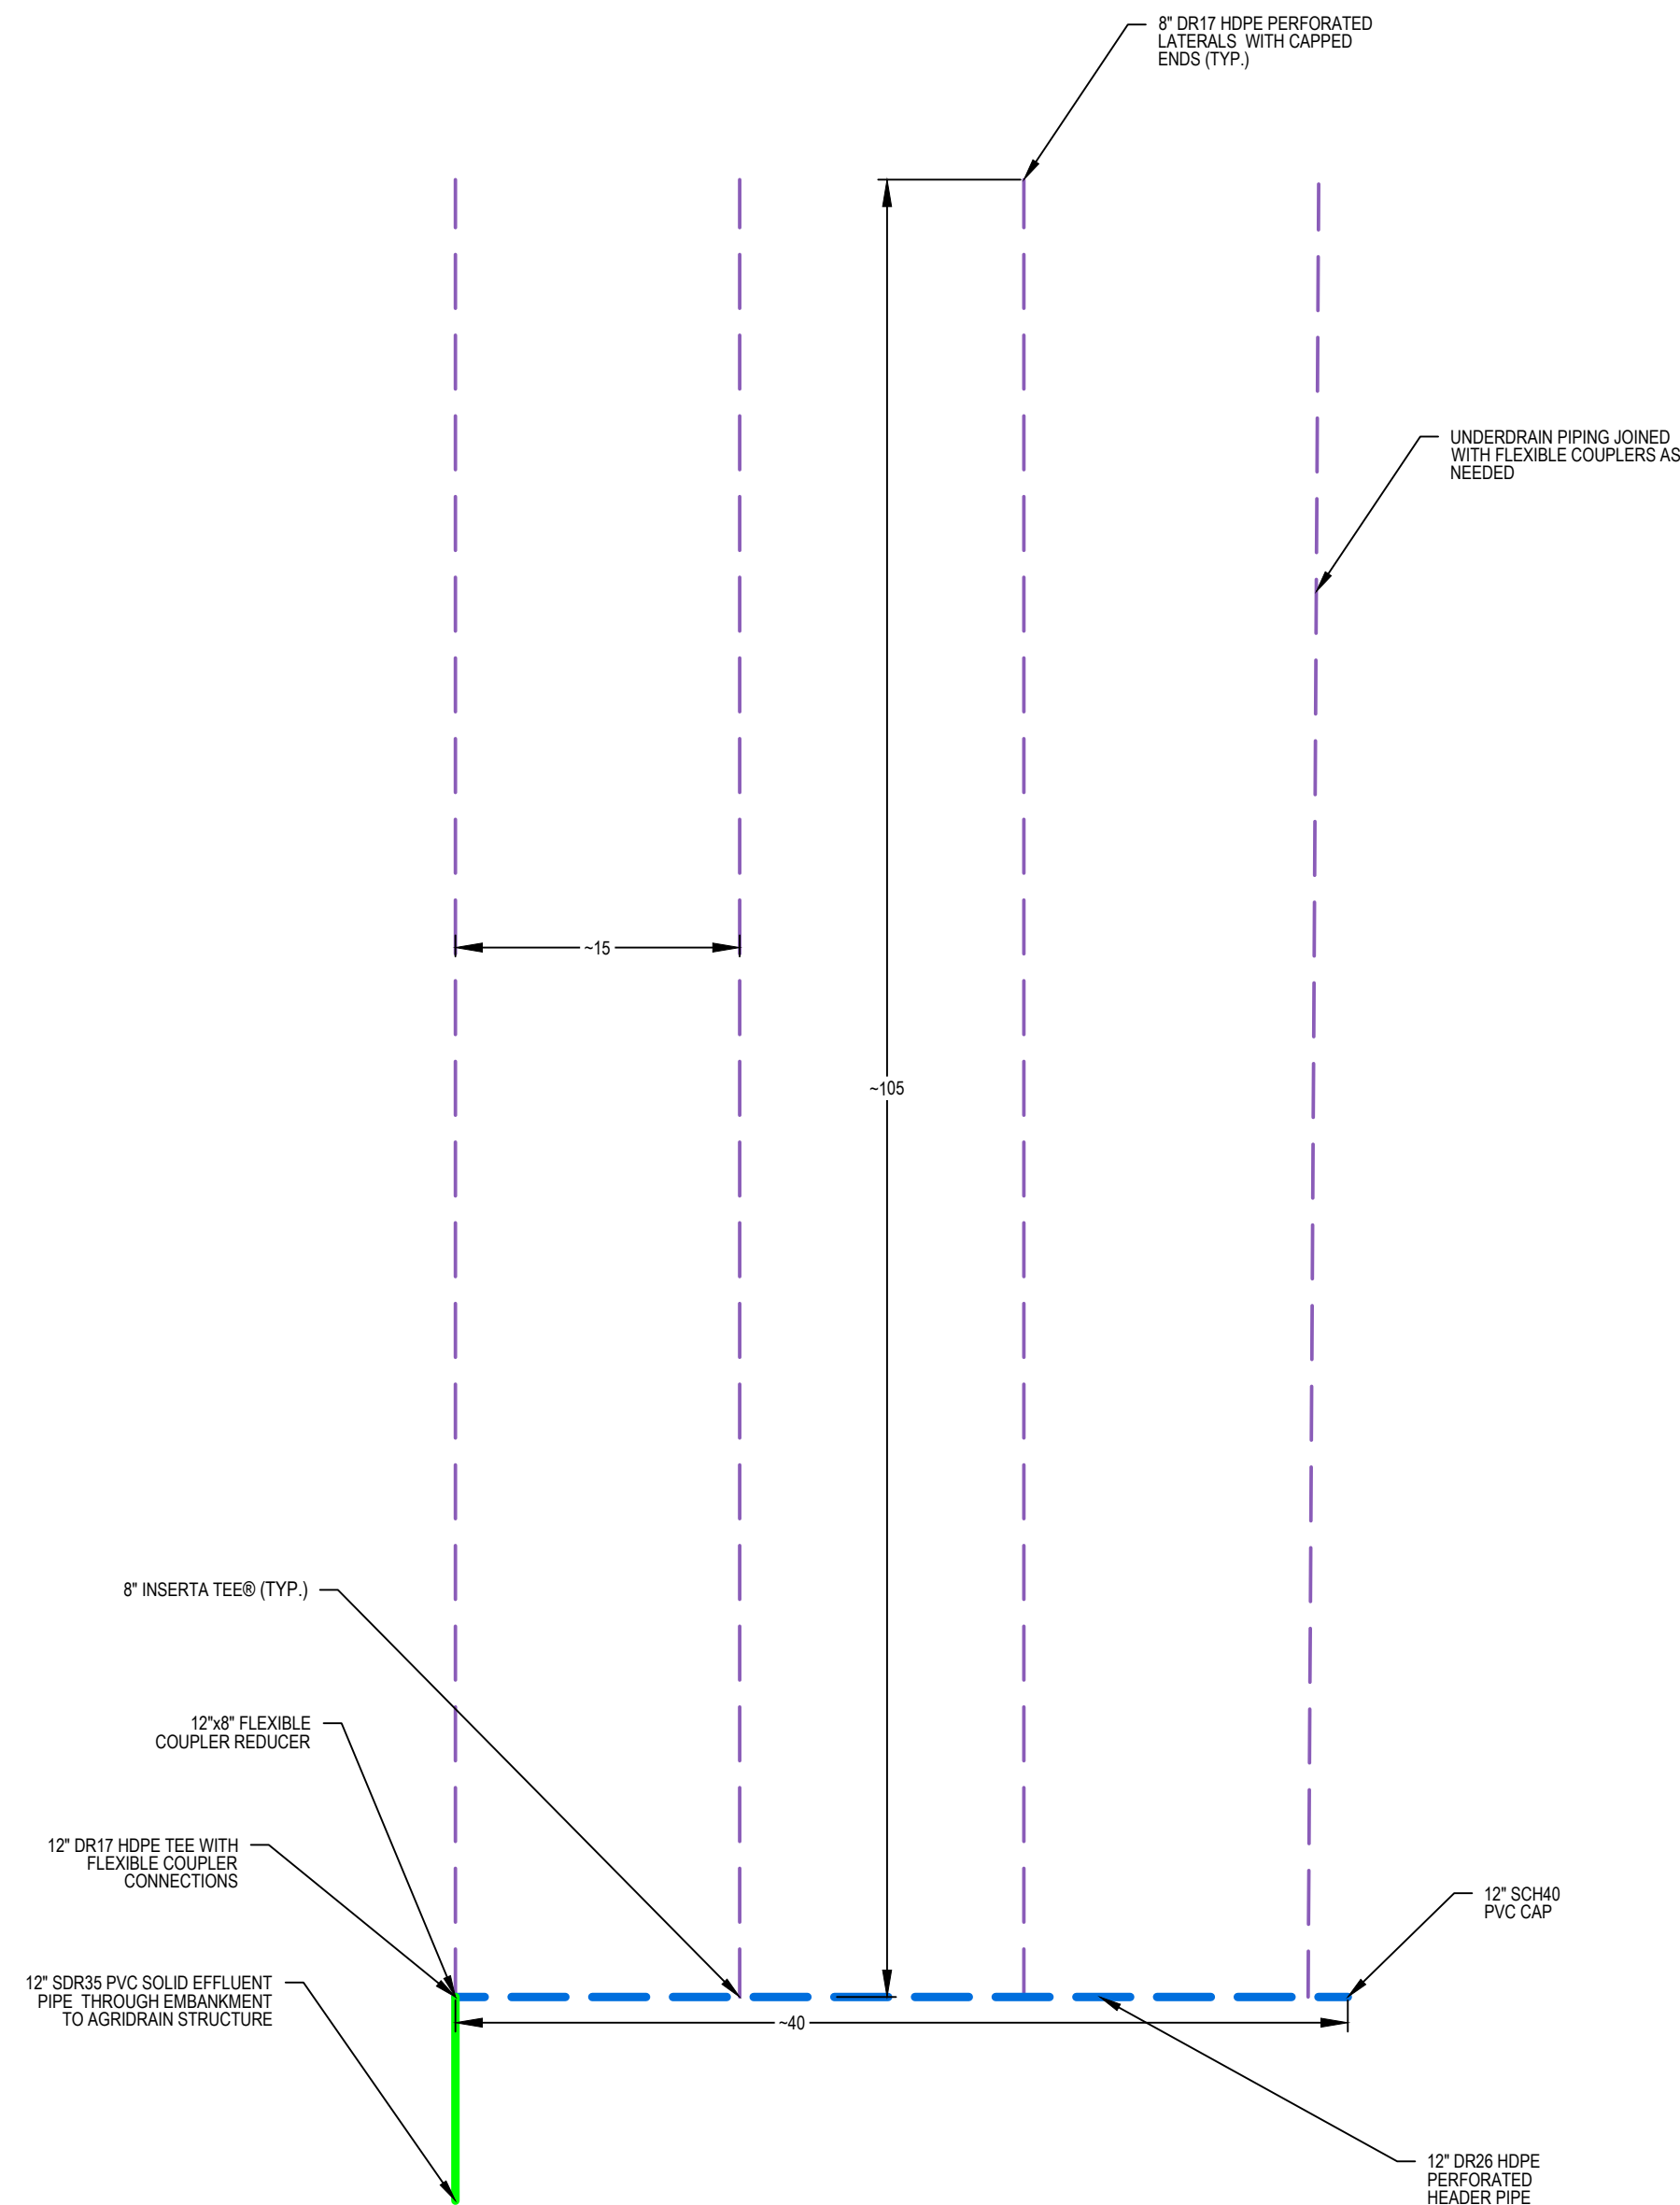 8" DR17 HDPE PERFORATED
LATERALS WITH CAPPED
ENDS (TYP.)
UNDERDRAIN PIPING JOINED
WITH FLEXIBLE COUPLERS AS
NEEDED
~15
~105
8" INSERTA TEE® (TYP.)
12"x8" FLEXIBLE
COUPLER REDUCER
12" DR17 HDPE TEE WITH
FLEXIBLE COUPLER
CONNECTIONS
12" SCH40
PVC CAP
12" SDR35 PVC SOLID EFFLUENT
PIPE THROUGH EMBANKMENT
TO AGRIDRAIN STRUCTURE
~40
12" DR26 HDPE
PERFORATED
HEADER PIPE